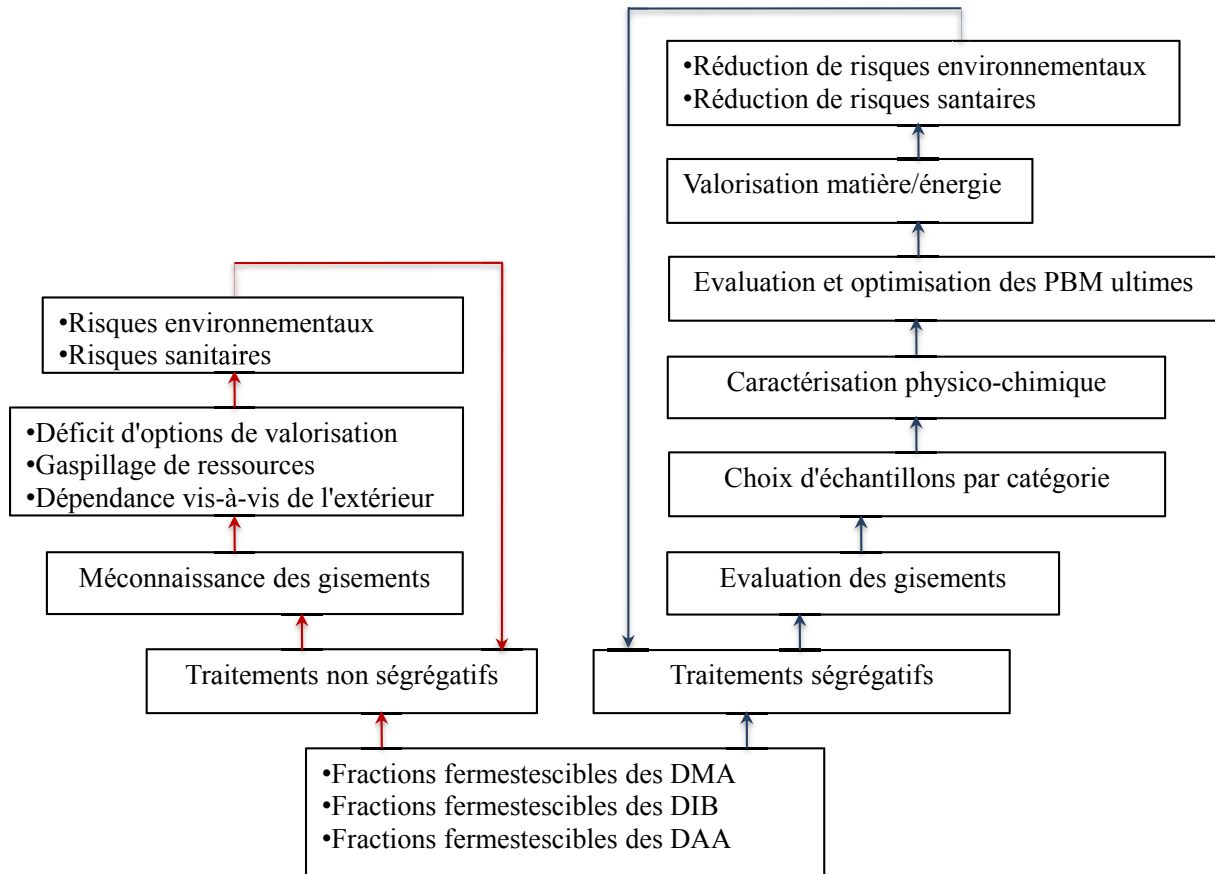 •Réduction de risques environnementaux
•Réduction de risques santaires
Valorisation matière/énergie
Evaluation et optimisation des PBM ultimes
Caractérisation physico-chimique
Choix d'échantillons par catégorie
Evaluation des gisements
Traitements ségrégatifs
•Risques environnementaux
•Risques sanitaires
•Déficit d'options de valorisation
•Gaspillage de ressources
•Dépendance vis-à-vis de l'extérieur
Méconnaissance des gisements
Traitements non ségrégatifs
•Fractions fermestescibles des DMA
•Fractions fermestescibles des DIB
•Fractions fermestescibles des DAA